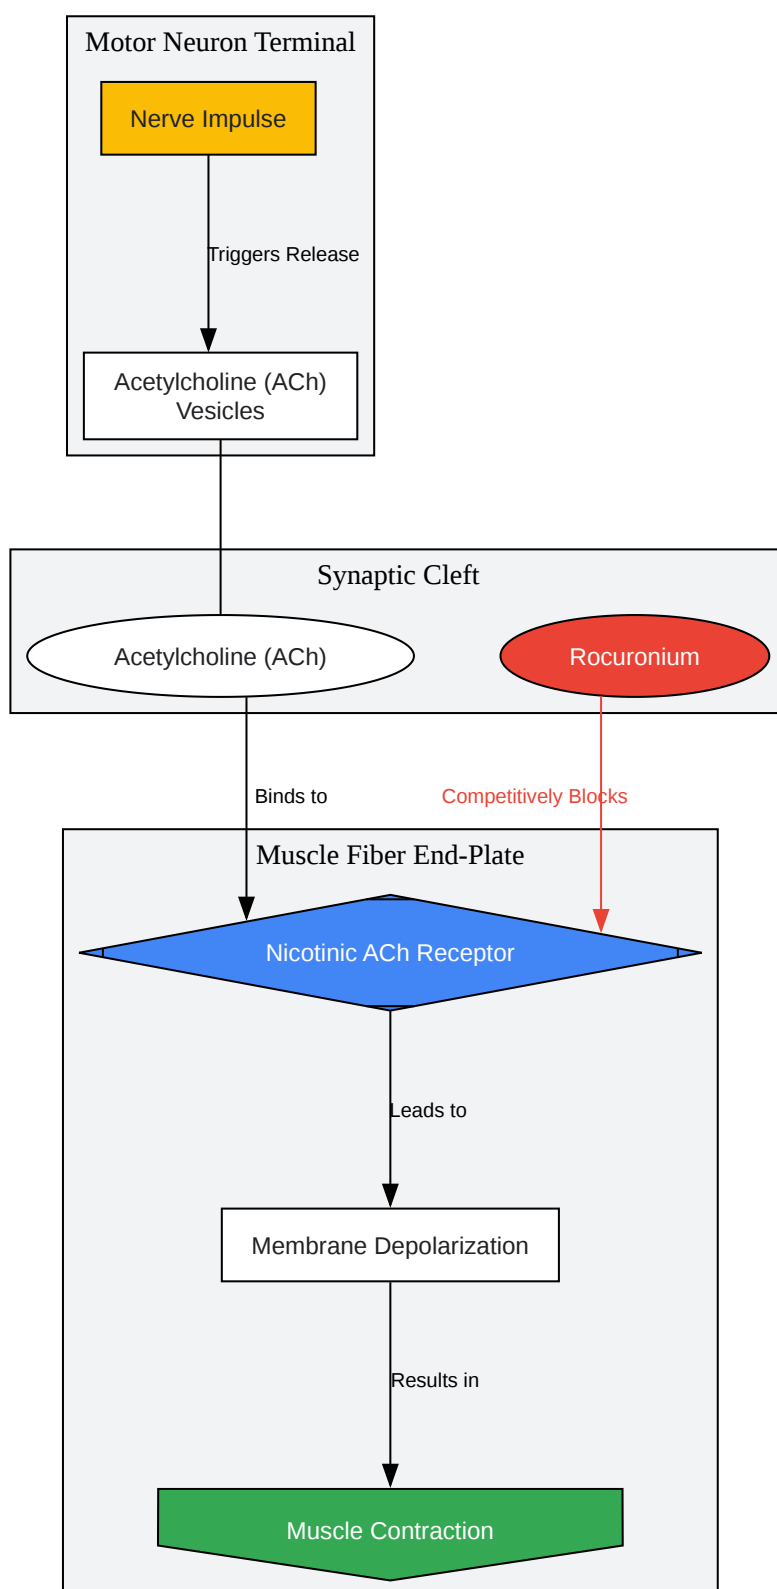 Motor Neuron Terminal
Nerve Impulse
Triggers Release
Acetylcholine (ACh)
Vesicles
Synaptic Cleft
Acetylcholine (ACh)
Rocuronium
Binds to
Competitively Blocks
Muscle Fiber End-Plate
Nicotinic ACh Receptor
Leads to
Membrane Depolarization
Results in
Muscle Contraction